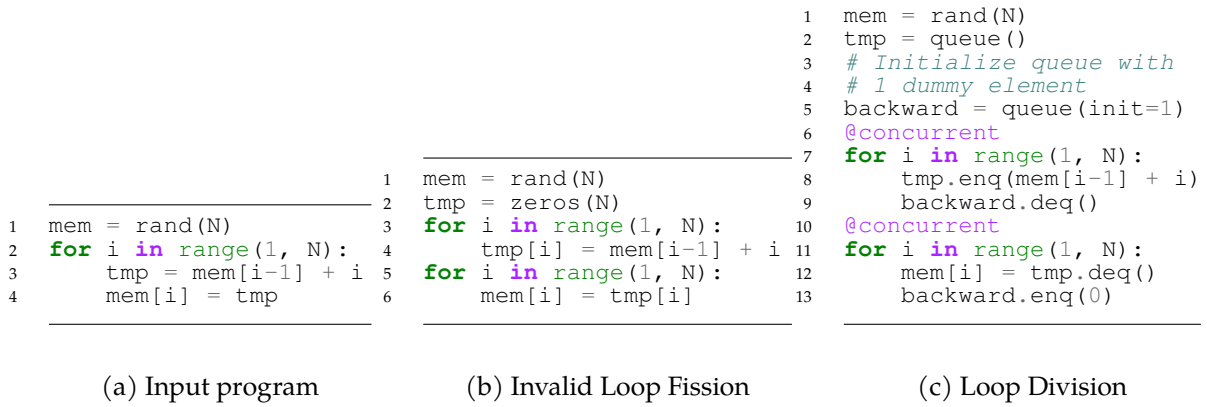 1 mem = rand(N)
2 for i in range(1, N):
3     tmp = mem[i-1] + i
4     mem[i] = tmp
(a) Input program
1 mem = rand(N)
2 tmp = zeros(N)
3 for i in range(1, N):
4     tmp[i] = mem[i-1] + i
5 for i in range(1, N):
6     mem[i] = tmp[i]
(b) Invalid Loop Fission
1 mem = rand(N)
2 tmp = queue()
3 # Initialize queue with
4 # 1 dummy element
5 backward = queue(init=1)
6 @concurrent
7 for i in range(1, N):
8     tmp.enq(mem[i-1] + i)
9     backward.deq()
10 @concurrent
11 for i in range(1, N):
12     mem[i] = tmp.deq()
13     backward.enq(0)
(c) Loop Division